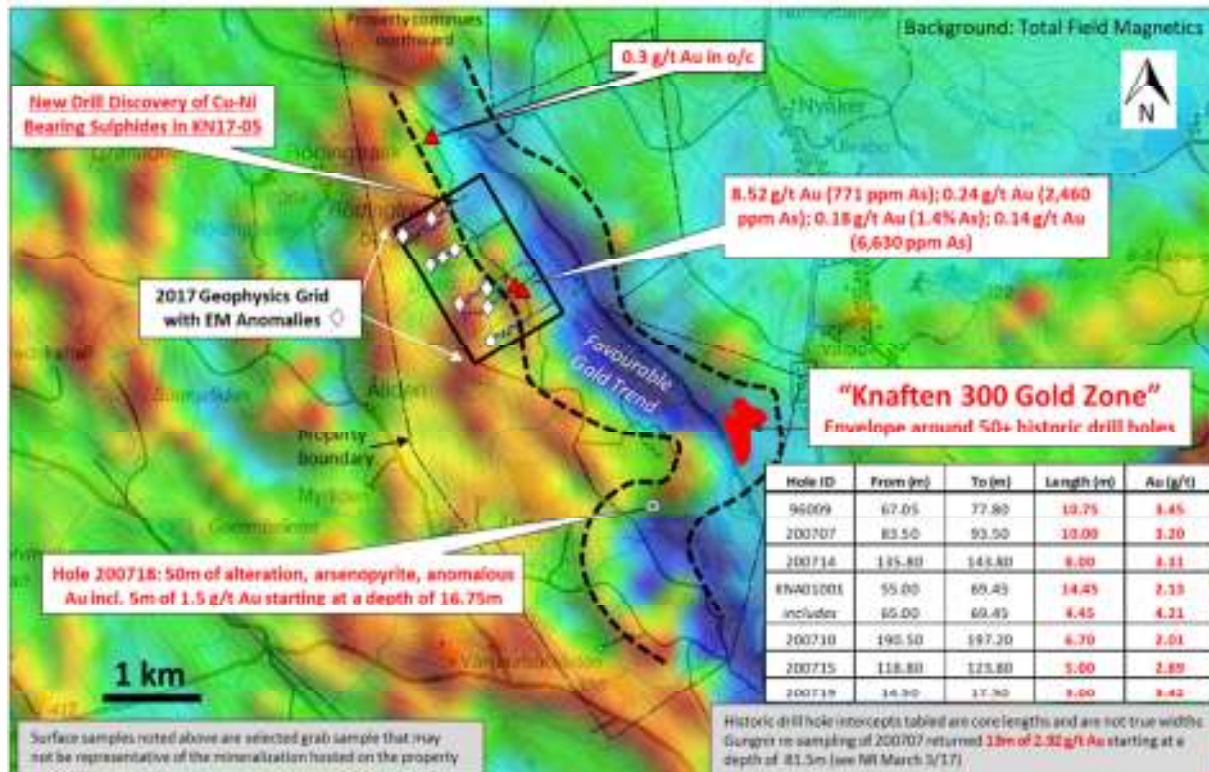 Property continues
northward
Background: Total Field Magnetics
0.3 g/t Au in o/c
N
New Drill Discovery of Cu-Ni
Bearing Sulphides in KN17-05
8.52 g/t Au (771 ppm As); 0.24 g/t Au (2,460
ppm As); 0.18 g/t Au (1.4% As); 0.14 g/t Au
(6,630 ppm As)
2017 Geophysics Grid
with EM Anomalies
Favourable
Gold Trend
"Knaften 300 Gold Zone"
Envelope around 50+ historic drill holes
Property
Boundary
Hole ID From (m) To (m) Length (m) Au (g/t)
96009 67.05 77.80 10.75 3.45
200707 83.50 93.50 10.00 3.20
200714 135.80 143.80 8.00 3.11
KNA01001 55.00 69.45 14.45 2.13
includes 65.00 69.45 4.45 4.21
200710 190.50 197.20 6.70 2.01
200715 118.80 123.80 5.00 2.89
200719 14.30 17.30 3.00 3.42
Hole 200718: 50m of alteration, arsenopyrite, anomalous
Au incl. 5m of 1.5 g/t Au starting at a depth of 16.75m
1 km
Surface samples noted above are selected grab sample that may
not be representative of the mineralization hosted on the property
Historic drill hole intercepts tabled are core lengths and are not true widths
Gungnir re-sampling of 200707 returned 13m of 2.92 g/t Au starting at a
depth of 81.5m (see NR March 3/17)